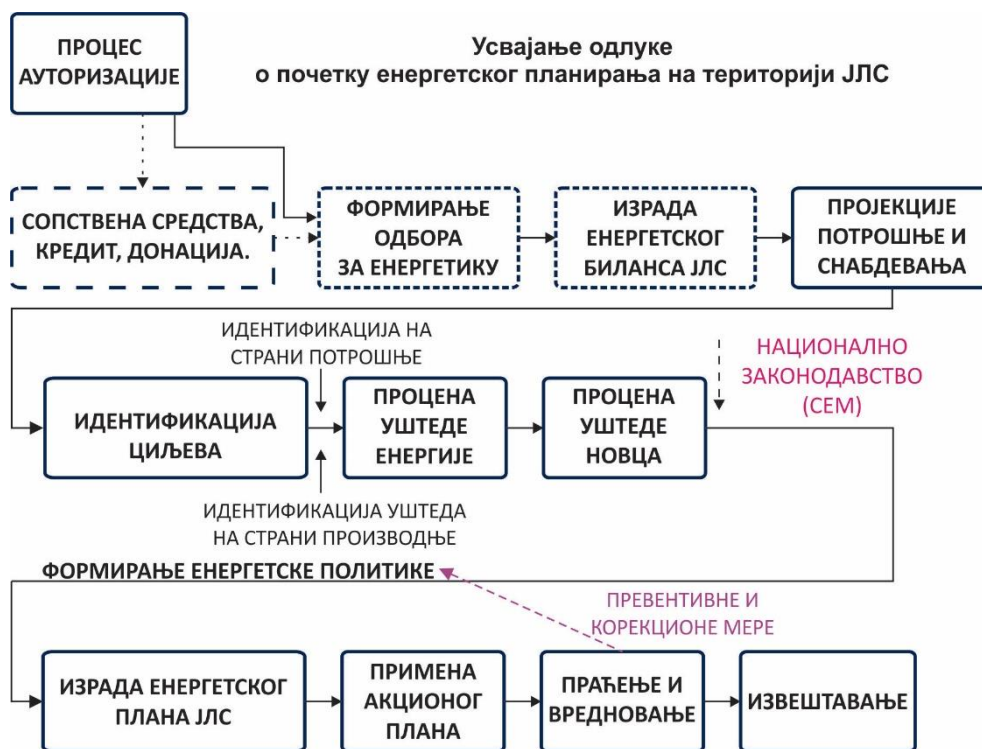 ПРОЦЕС
АУТОРИЗАЦИЈЕ
Усвајање одлуке
о почетку енергетског планирања на територији ЈЛС
СОПСТВЕНА СРЕДСТВА,
КРЕДИТ, ДОНАЦИЈА.
ФОРМИРАЊЕ
ОДБОРА
ЗА ЕНЕРГЕТИКУ
ИЗРАДА
ЕНЕРГЕТСКОГ
БИЛАНСА ЈЛС
ПРОЈЕКЦИЈЕ
ПОТРОШЊЕ И
СНАБДЕВАЊА
ИДЕНТИФИКАЦИЈА НА
СТРАНИ ПОТРОШЊЕ
НАЦИОНАЛНО
ЗАКОНОДАВСТВО
(СЕМ)
ИДЕНТИФИКАЦИЈА
ЦИЉЕВА
ПРОЦЕНА
УШТЕДЕ
ЕНЕРГИЈЕ
ПРОЦЕНА
УШТЕДЕ
НОВЦА
ИДЕНТИФИКАЦИЈА УШТЕДА
НА СТРАНИ ПРОИЗВОДЊЕ
ФОРМИРАЊЕ ЕНЕРГЕТСКЕ ПОЛИТИКЕ
ПРЕВЕНТИВНЕ И
КОРЕКЦИОНЕ МЕРЕ
ИЗРАДА ЕНЕРГЕТСКОГ
ПЛАНА ЈЛС
ПРИМЕНА
АКЦИОНОГ
ПЛАНА
ПРАЋЕЊЕ И
ВРЕДНОВАЊЕ
ИЗВЕШТАВАЊЕ